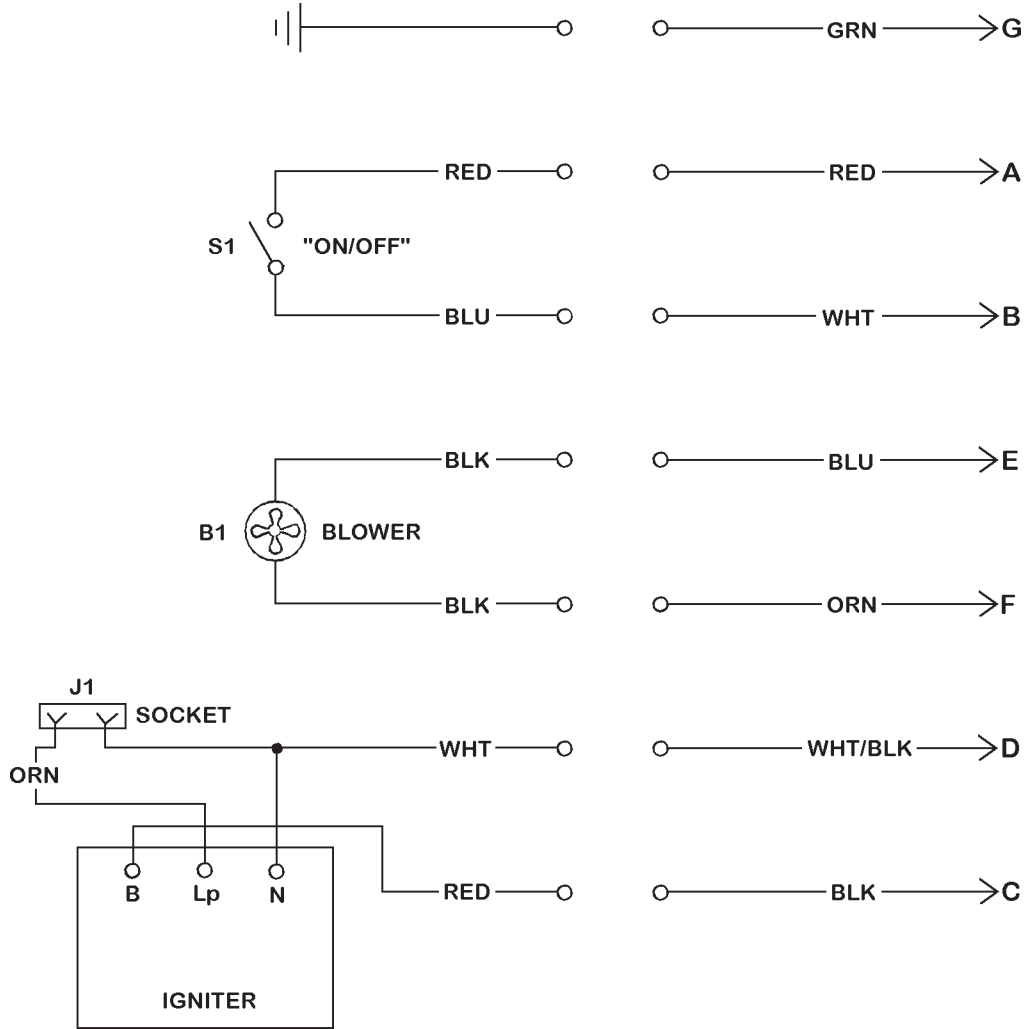 GRN G
RED RED A
S1 "ON/OFF"
BLU WHT B
BLK BLU E
B1 BLOWER
BLK ORN F
J1
SOCKET
WHT WHT/BLK D
ORN
B Lp N RED BLK C
IGNITER